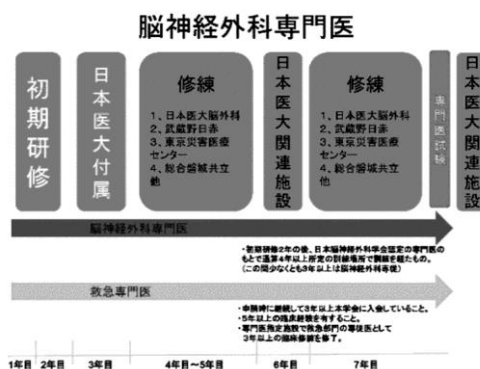 脳神経外科専門医
初期研修
日本医大付属
修練
1、日本医大脳外科
2、武蔵野日赤
3、東京災害医療
センター
4、総合磐城共立
他
日本医大関連施設
修練
1、日本医大脳外科
2、武蔵野日赤
3、東京災害医療
センター
4、総合磐城共立
他
専門医試験
日本医大関連施設
脳神経外科専門医
・初期研修2年の後、日本脳神経外科学会認定の専門医の
もとで通算4年以上所定の訓練場所で訓練を経たもの。
(この間少なくとも3年以上は脳神経外科専従)
救急専門医
・申請時に継続して3年以上本学会に入会していること。
・5年以上の臨床経験を有すること。
・専門医指定施設で救急部門の専従医として
3年以上の臨床修練を修了。
1年目 2年目 3年目 4年目～5年目 6年目 7年目